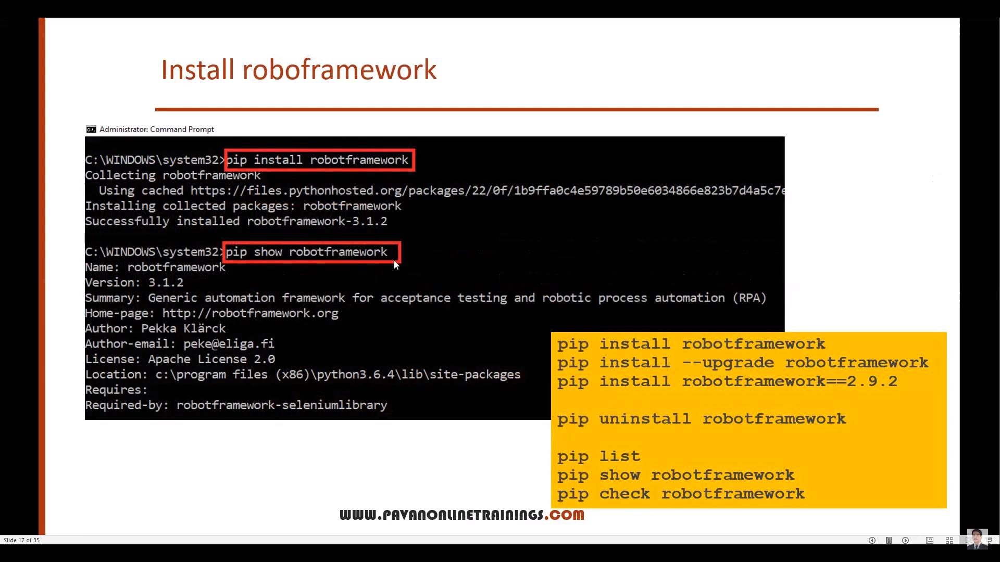 Install roboframework
Administrator: Command Prompt
C:\WINDOWS\system32>pip install robotframework
Collecting robotframework
Using cached https://files.pythonhosted.org/packages/22/0f/1b9ffa0c4e59789b50e6034866e823b7d4a5c7e
Installing collected packages: robotframework
Successfully installed robotframework-3.1.2
C:\WINDOWS\system32>pip show robotframework
Name: robotframework
Version: 3.1.2
Summary: Generic automation framework for acceptance testing and robotic process automation (RPA)
Home-page: http://robotframework.org
Author: Pekka Klärck
Author-email: peke@eliga.fi
License: Apache License 2.0
Location: c:\program files (x86)\python3.6.4\lib\site-packages
Requires:
Required-by: robotframework-seleniumlibrary
pip install robotframework
pip install --upgrade robotframework
pip install robotframework==2.9.2
pip uninstall robotframework
pip list
pip show robotframework
pip check robotframework
WWW.PAVANONLINETRAININGS.COM
Slide 17 of 35